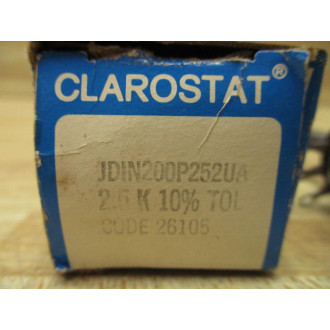 CLAROSTAT®
JDIN200P252UA
2.5 K 10% TOL
CODE 26105